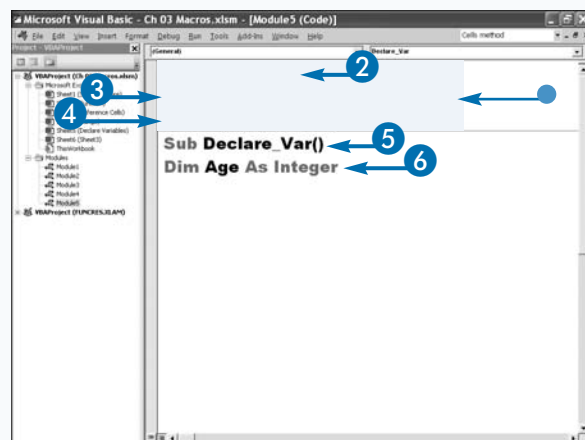 Microsoft Visual Basic - Ch 03 Macros.xlsm - [Module5 (Code)]
File Edit View Insert Format Debug Run Tools Add-Ins Window Help
Cells method
Project - VBAProject
(General)
Declare_Var
VBAProject (Ch
Microsoft Ex
Sheet1
Sheet5 (Declare Variables)
Sheet6 (Sheet3)
ThisWorkbook
Modules
Module1
Module2
Module3
Module4
Module5
VBAProject (FUNCRES.XLAM)
2
3
4
Sub Declare_Var()
5
Dim Age As Integer
6